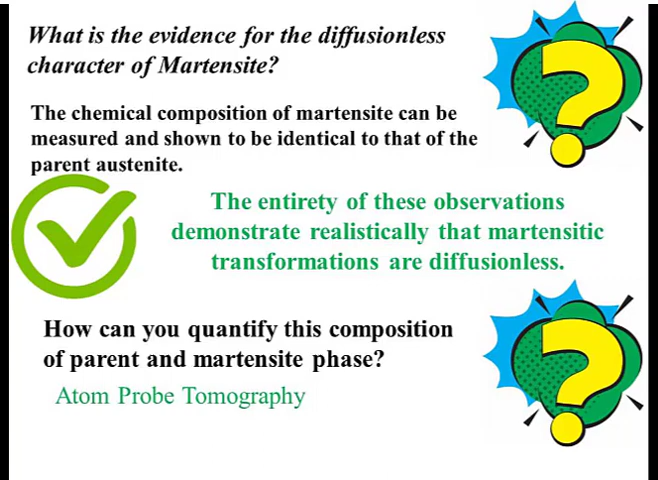 What is the evidence for the diffusionless
character of Martensite?
The chemical composition of martensite can be
measured and shown to be identical to that of the
parent austenite.
The entirety of these observations
demonstrate realistically that martensitic
transformations are diffusionless.
How can you quantify this composition
of parent and martensite phase?
Atom Probe Tomography